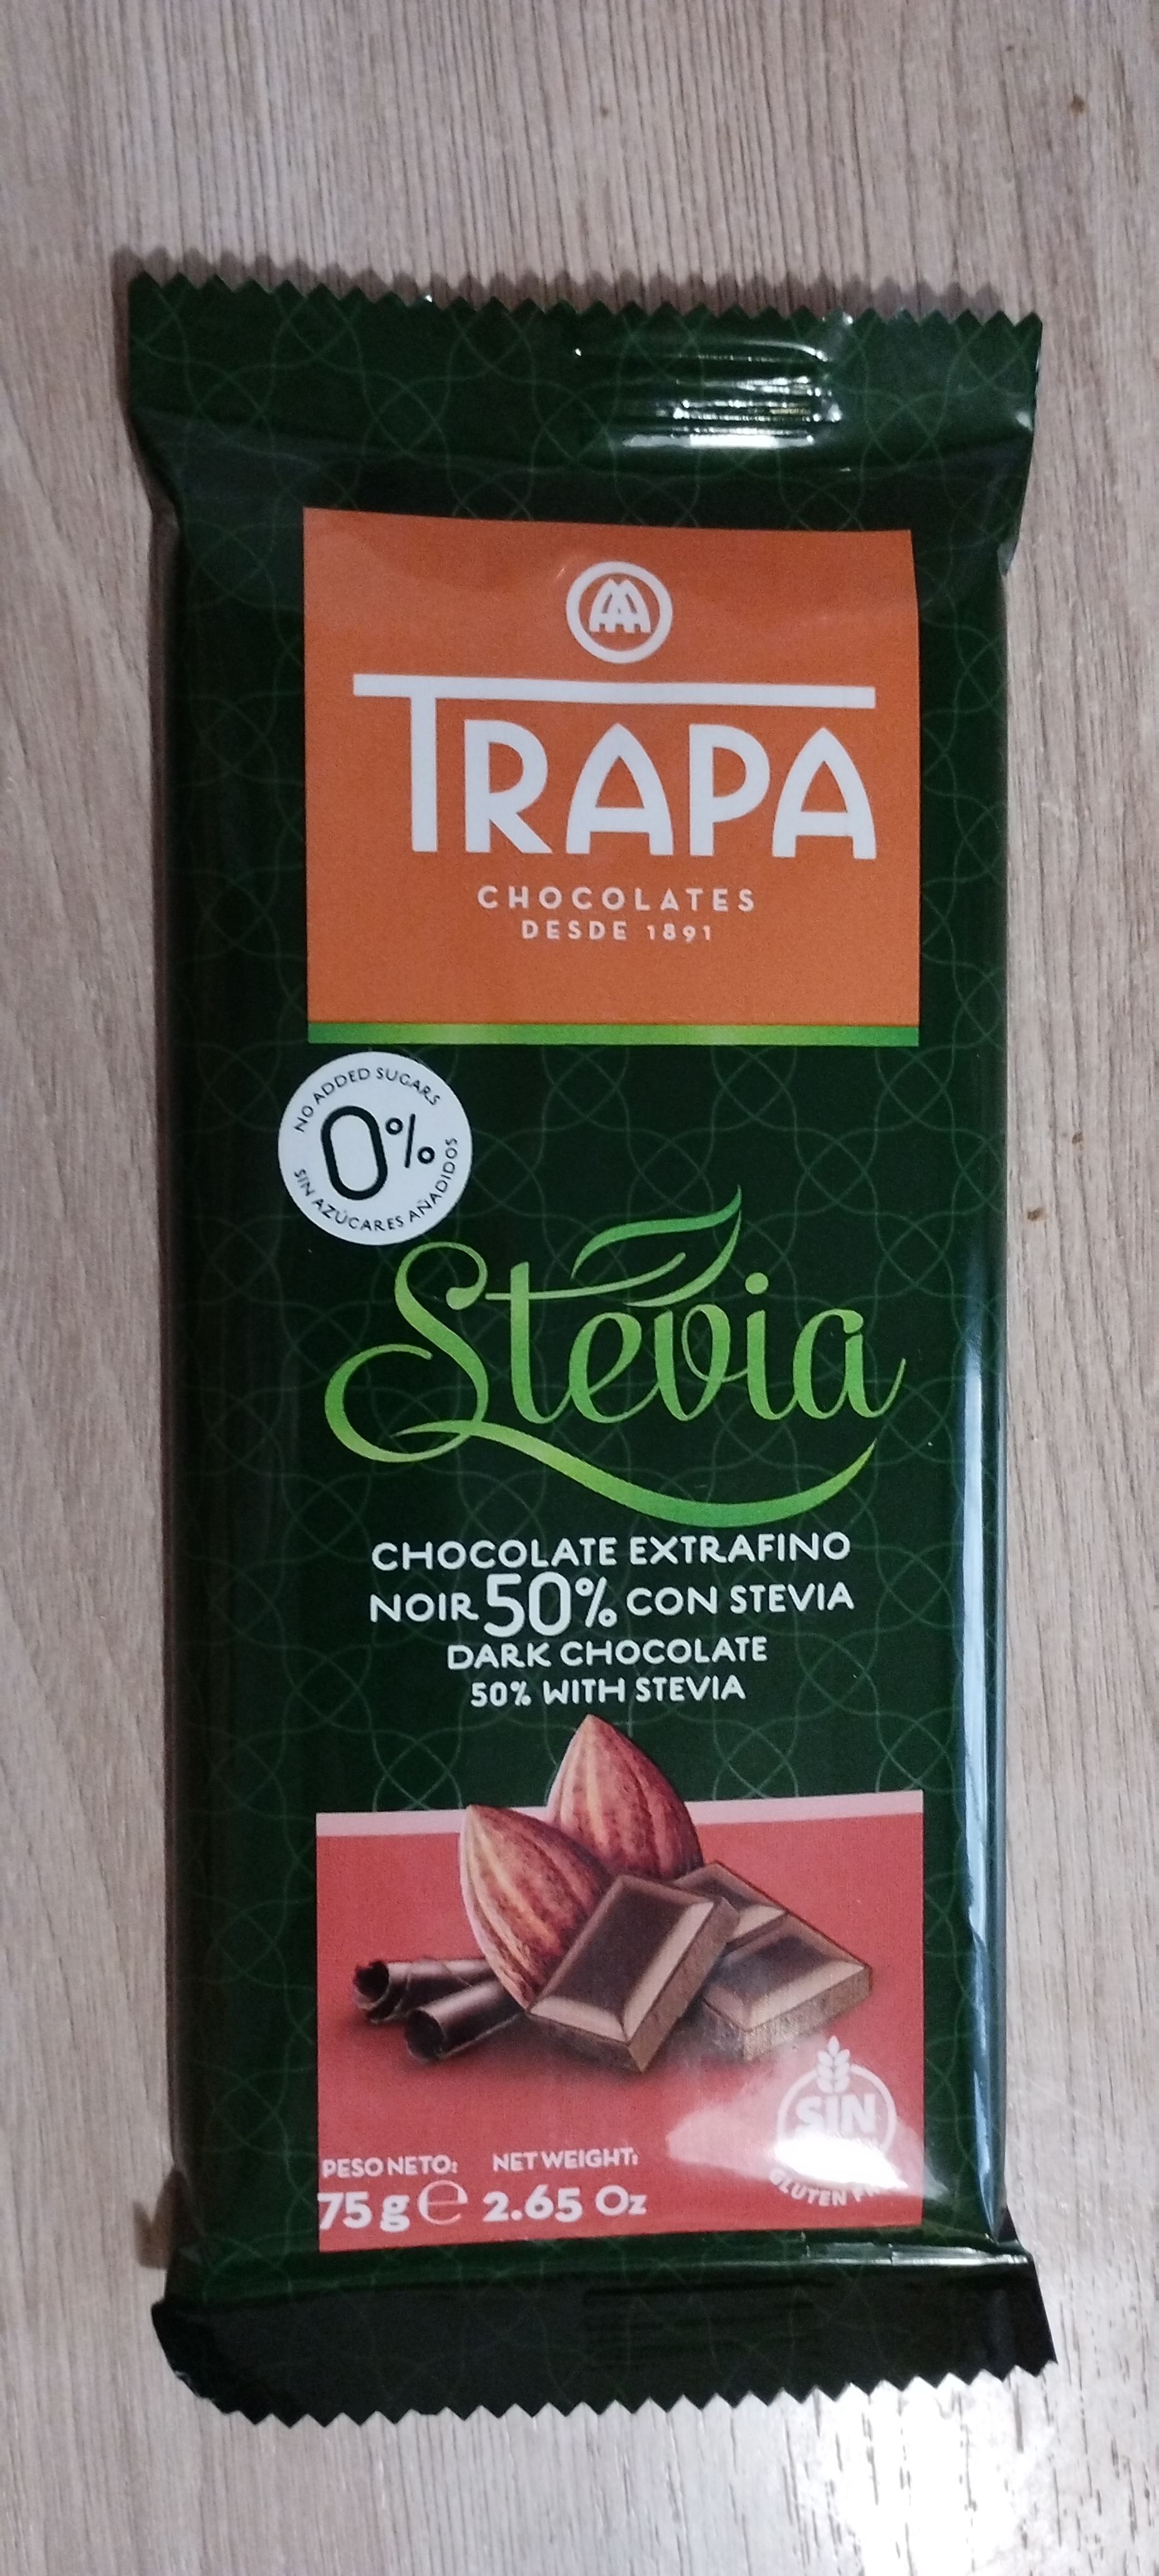 TRAPA
CHOCOLATES
DESDE 1891
NO ADDED SUGARS
0%
SIN AZÚCARES AÑADIDOS
Stevia
CHOCOLATE EXTRAFINO
NOIR 50% CON STEVIA
DARK CHOCOLATE
50% WITH STEVIA
SIN
GLUTEN
PESO NETO: NET WEIGHT:
75 g ℮ 2.65 Oz